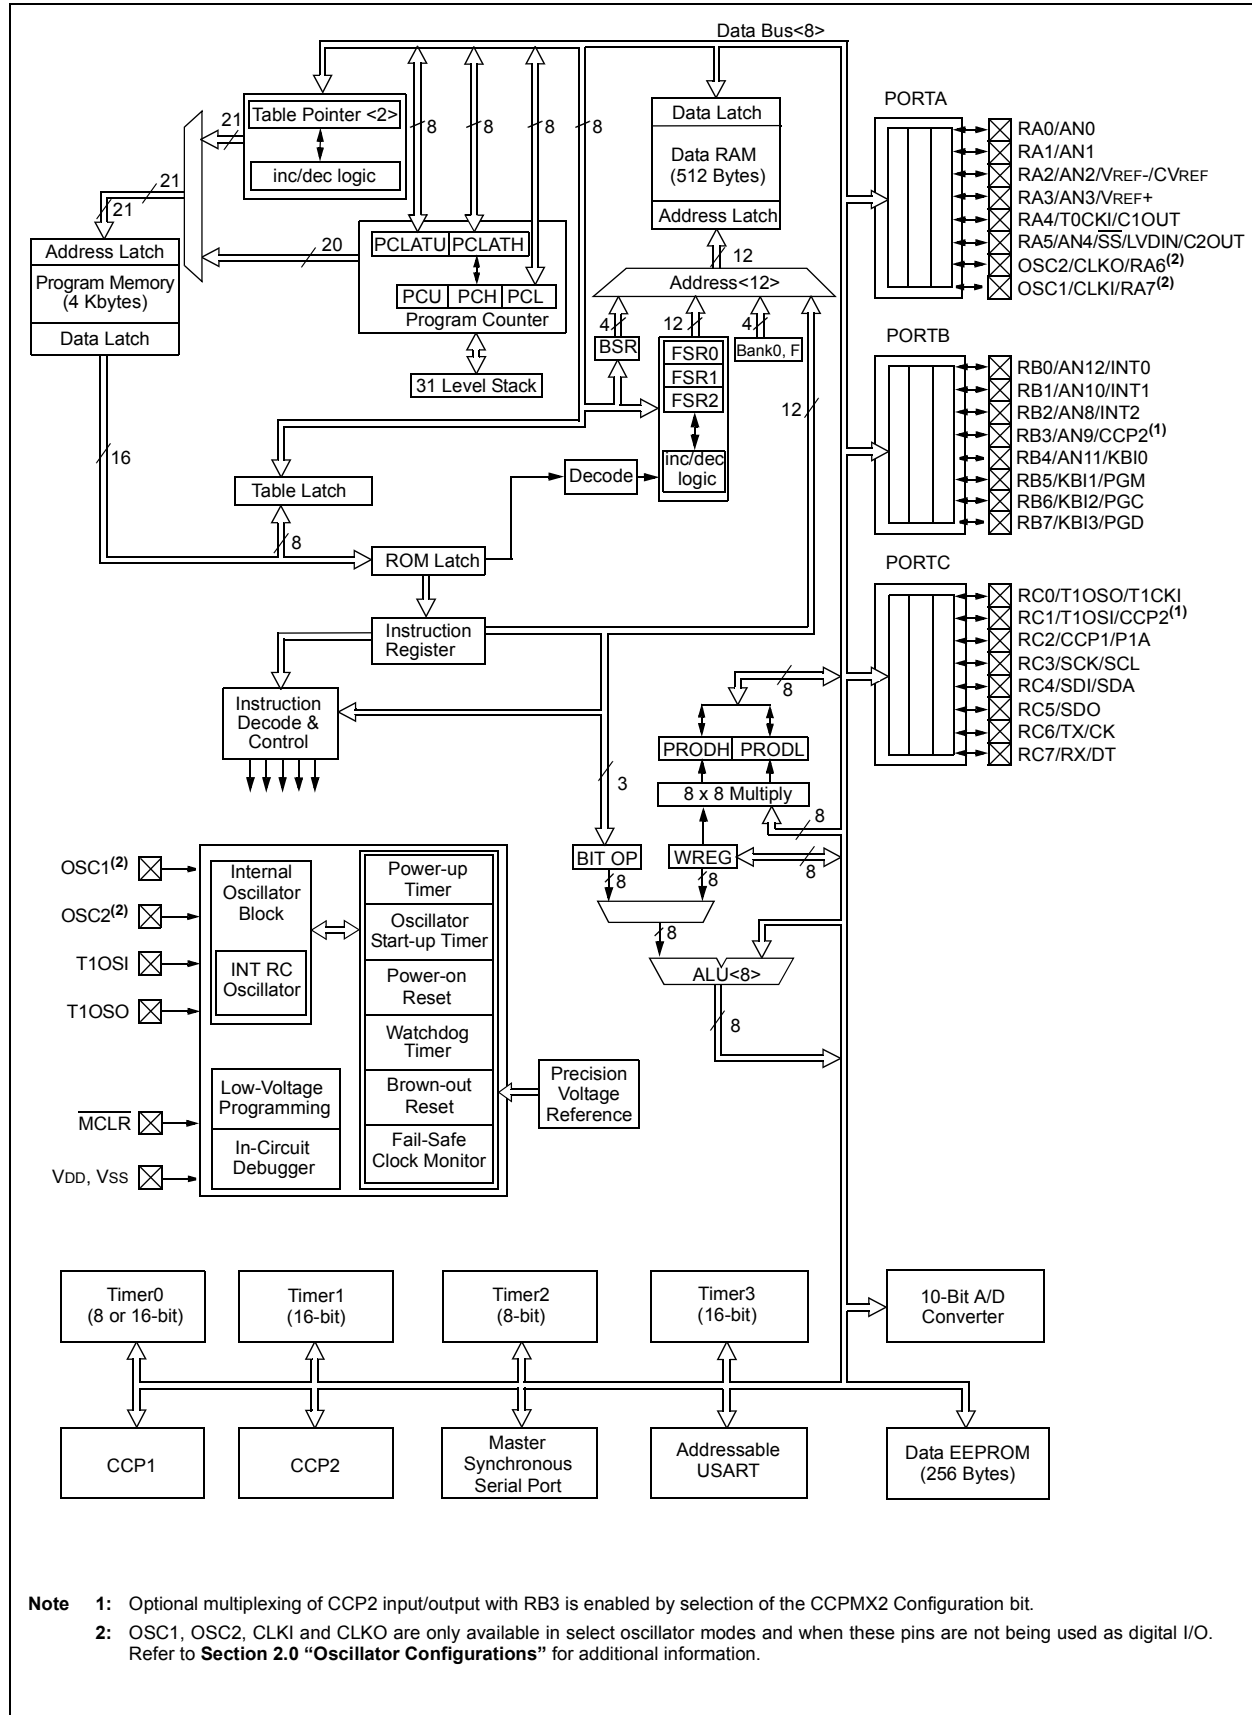 Data Bus<8>
Table Pointer <2>
inc/dec logic
21
8
8
8
8
21
21
20
Address Latch
Program Memory
(4 Kbytes)
Data Latch
PCLATU
PCLATH
PCU
PCH
PCL
Program Counter
31 Level Stack
16
Table Latch
8
ROM Latch
Instruction
Register
Instruction
Decode &
Control
Data Latch
Data RAM
(512 Bytes)
Address Latch
12
Address<12>
4
12
4
BSR
FSR0
FSR1
FSR2
inc/dec
logic
Bank0, F
12
Decode
8
PRODH
PRODL
8 x 8 Multiply
3
8
BIT OP
WREG
8
8
8
8
ALU<8>
8
PORTA
RA0/AN0
RA1/AN1
RA2/AN2/VREF-/CVREF
RA3/AN3/VREF+
RA4/T0CKI/C1OUT
RA5/AN4/SS/LVDIN/C2OUT
OSC2/CLKO/RA6(2)
OSC1/CLKI/RA7(2)
PORTB
RB0/AN12/INT0
RB1/AN10/INT1
RB2/AN8/INT2
RB3/AN9/CCP2(1)
RB4/AN11/KBI0
RB5/KBI1/PGM
RB6/KBI2/PGC
RB7/KBI3/PGD
PORTC
RC0/T1OSO/T1CKI
RC1/T1OSI/CCP2(1)
RC2/CCP1/P1A
RC3/SCK/SCL
RC4/SDI/SDA
RC5/SDO
RC6/TX/CK
RC7/RX/DT
OSC1(2)
OSC2(2)
T1OSI
T1OSO
MCLR
VDD, VSS
Internal
Oscillator
Block
INT RC
Oscillator
Low-Voltage
Programming
In-Circuit
Debugger
Power-up
Timer
Oscillator
Start-up Timer
Power-on
Reset
Watchdog
Timer
Brown-out
Reset
Fail-Safe
Clock Monitor
Precision
Voltage
Reference
Timer0
(8 or 16-bit)
Timer1
(16-bit)
Timer2
(8-bit)
Timer3
(16-bit)
10-Bit A/D
Converter
CCP1
CCP2
Master
Synchronous
Serial Port
Addressable
USART
Data EEPROM
(256 Bytes)
Note 1: Optional multiplexing of CCP2 input/output with RB3 is enabled by selection of the CCPMX2 Configuration bit.
2: OSC1, OSC2, CLKI and CLKO are only available in select oscillator modes and when these pins are not being used as digital I/O.
Refer to Section 2.0 “Oscillator Configurations” for additional information.